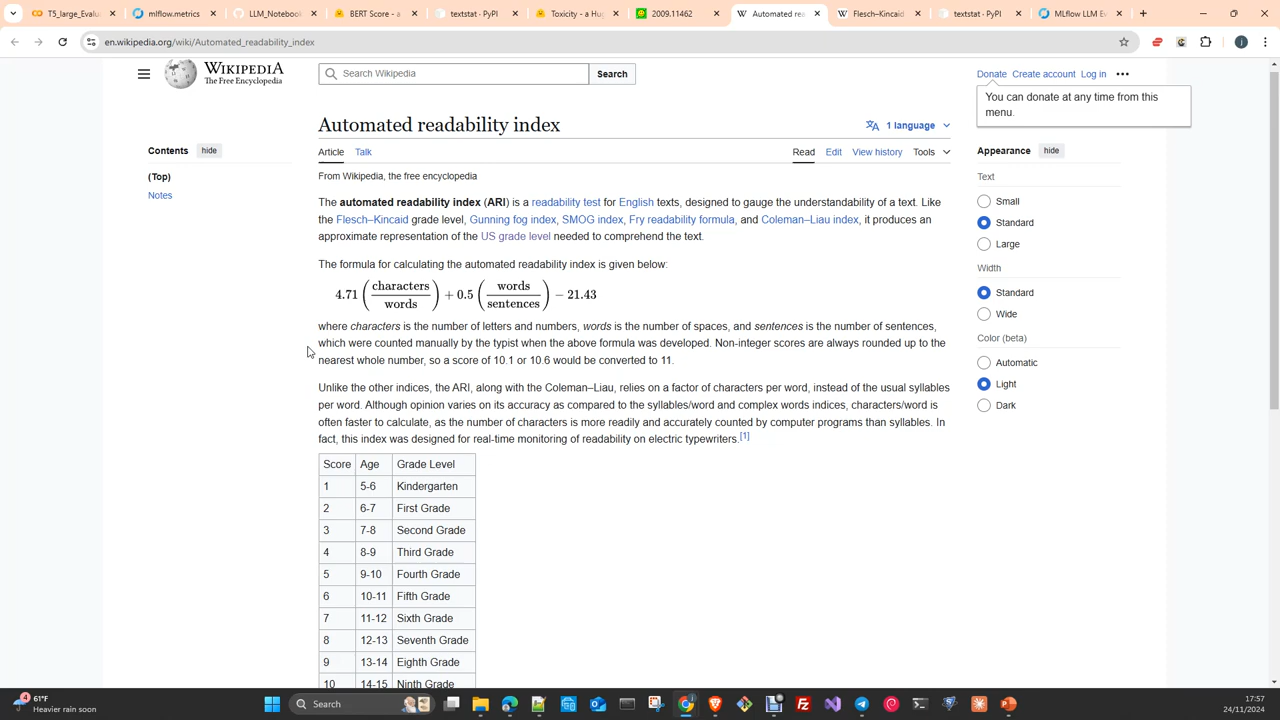 T5_large_Evalua
mlflow.metrics
LLM_Notebook
BERT Score - a
textstat - PyPI
Toxicity - a Hug
2009.11462
Automated rea
Flesch–Kincaid
textstat - PyPI
MLflow LLM Ev
en.wikipedia.org/wiki/Automated_readability_index
WIKIPEDIA
The Free Encyclopedia
Search Wikipedia
Search
Donate Create account Log in
You can donate at any time from this
menu.
Contents hide
(Top)
Notes
Automated readability index
1 language
Article Talk
Read Edit View history Tools
From Wikipedia, the free encyclopedia
The automated readability index (ARI) is a readability test for English texts, designed to gauge the understandability of a text. Like
the Flesch–Kincaid grade level, Gunning fog index, SMOG index, Fry readability formula, and Coleman–Liau index, it produces an
approximate representation of the US grade level needed to comprehend the text.
The formula for calculating the automated readability index is given below:
4.71 (characters/words) + 0.5 (words/sentences) − 21.43
where characters is the number of letters and numbers, words is the number of spaces, and sentences is the number of sentences,
which were counted manually by the typist when the above formula was developed. Non-integer scores are always rounded up to the
nearest whole number, so a score of 10.1 or 10.6 would be converted to 11.
Unlike the other indices, the ARI, along with the Coleman–Liau, relies on a factor of characters per word, instead of the usual syllables
per word. Although opinion varies on its accuracy as compared to the syllables/word and complex words indices, characters/word is
often faster to calculate, as the number of characters is more readily and accurately counted by computer programs than syllables. In
fact, this index was designed for real-time monitoring of readability on electric typewriters.[1]
Score Age Grade Level
1 5-6 Kindergarten
2 6-7 First Grade
3 7-8 Second Grade
4 8-9 Third Grade
5 9-10 Fourth Grade
6 10-11 Fifth Grade
7 11-12 Sixth Grade
8 12-13 Seventh Grade
9 13-14 Eighth Grade
10 14-15 Ninth Grade
Appearance hide
Text
Small
Standard
Large
Width
Standard
Wide
Color (beta)
Automatic
Light
Dark
4
61°F
Heavier rain soon
Search
17:57
24/11/2024